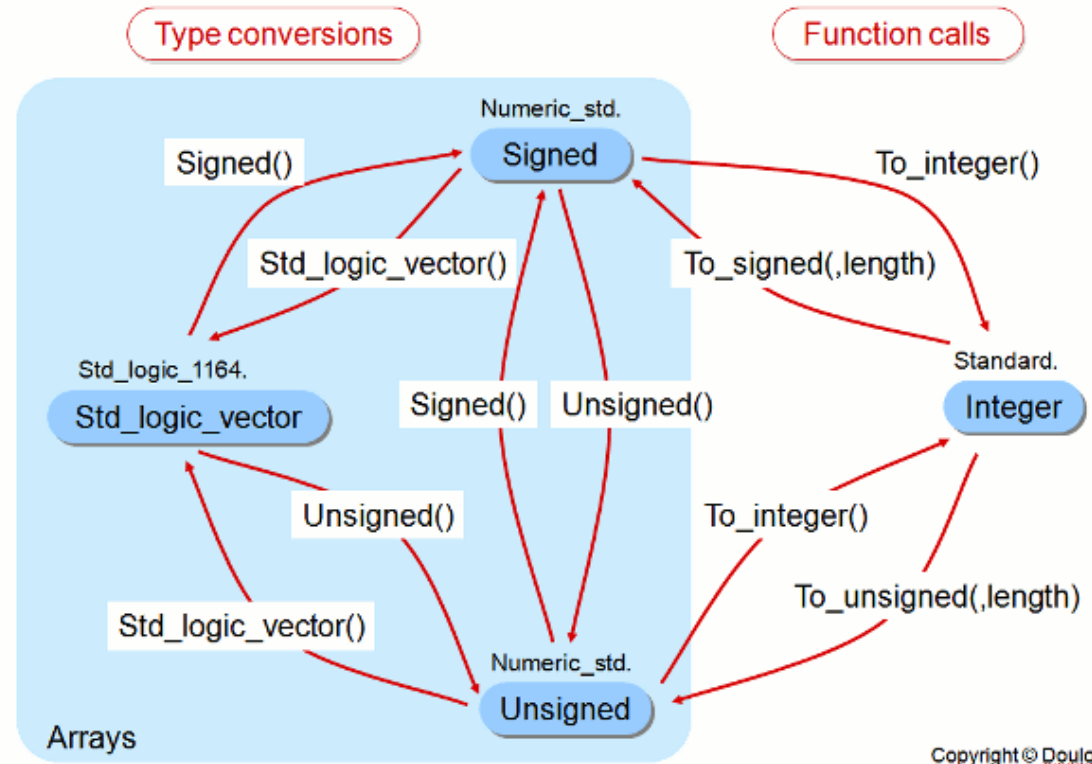 Type conversions
Function calls
Numeric_std.
Signed
Signed()
To_integer()
Std_logic_vector()
To_signed(,length)
Std_logic_1164.
Std_logic_vector
Signed()
Unsigned()
Standard.
Integer
Unsigned()
To_integer()
Std_logic_vector()
To_unsigned(,length)
Numeric_std.
Unsigned
Arrays
Copyright ©